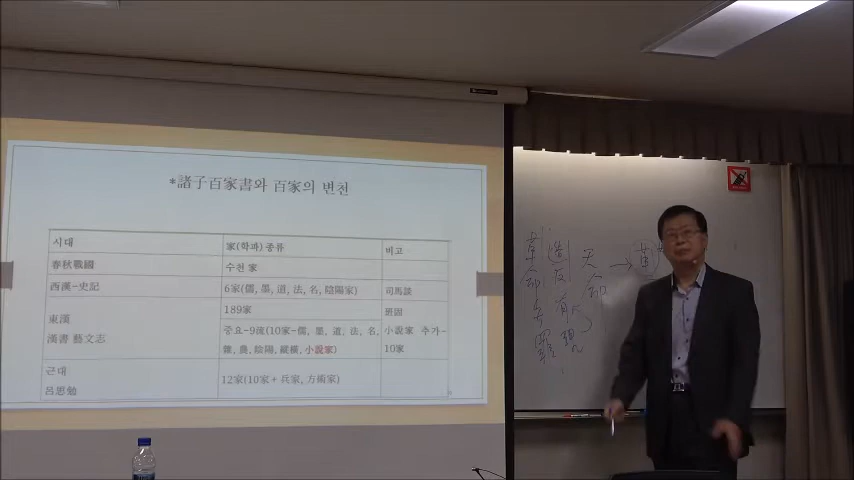 *諸子百家書와 百家의 변천
시대 家(학파) 종류 비고
春秋戰國 수천 家
西漢-史記 6家(儒, 墨, 道, 法, 名, 陰陽家) 司馬談
東漢
漢書 藝文志
189家
중요-9流(10家-儒, 墨, 道, 法, 名,
雜, 農, 陰陽, 縱橫, 小說家)
班固
小說家 추가-
10家
근대
呂思勉
12家(10家 + 兵家, 方術家)
天命
造反有
革命